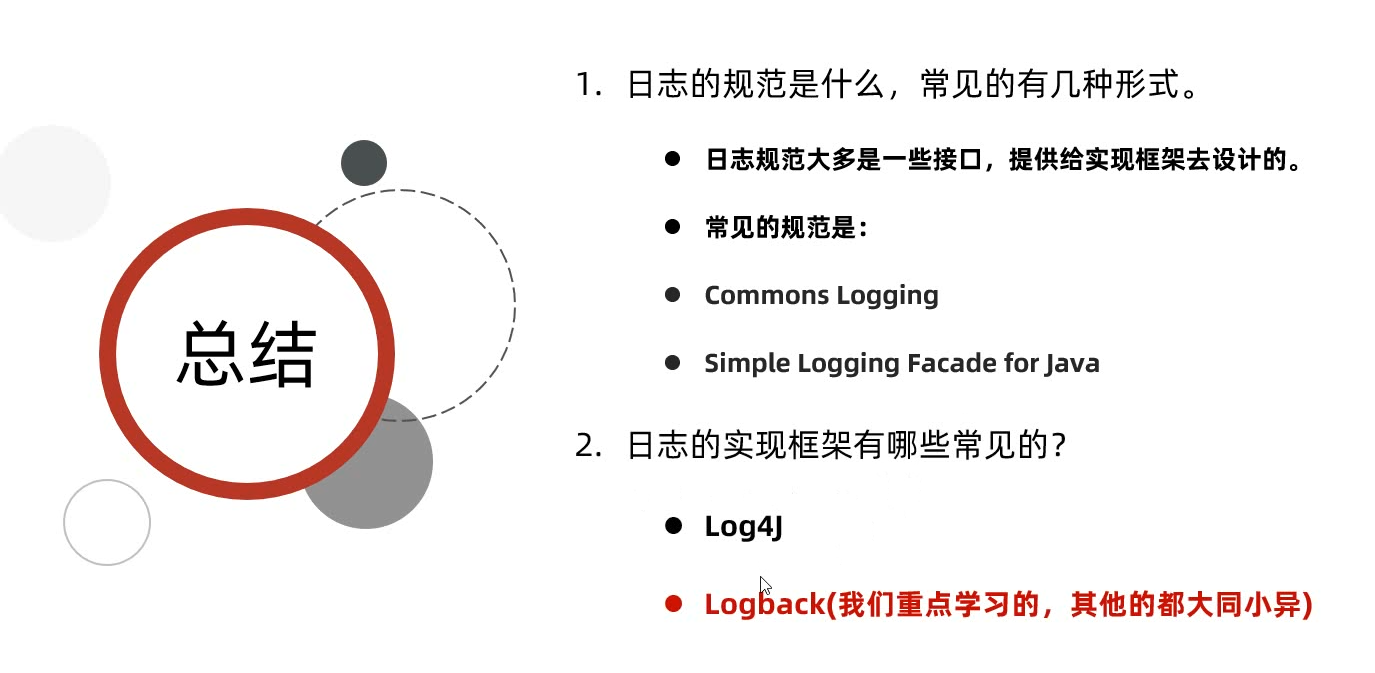 总结
1. 日志的规范是什么，常见的有几种形式。
● 日志规范大多是一些接口，提供给实现框架去设计的。
● 常见的规范是：
● Commons Logging
● Simple Logging Facade for Java
2. 日志的实现框架有哪些常见的？
● Log4J
● Logback(我们重点学习的，其他的都大同小异)